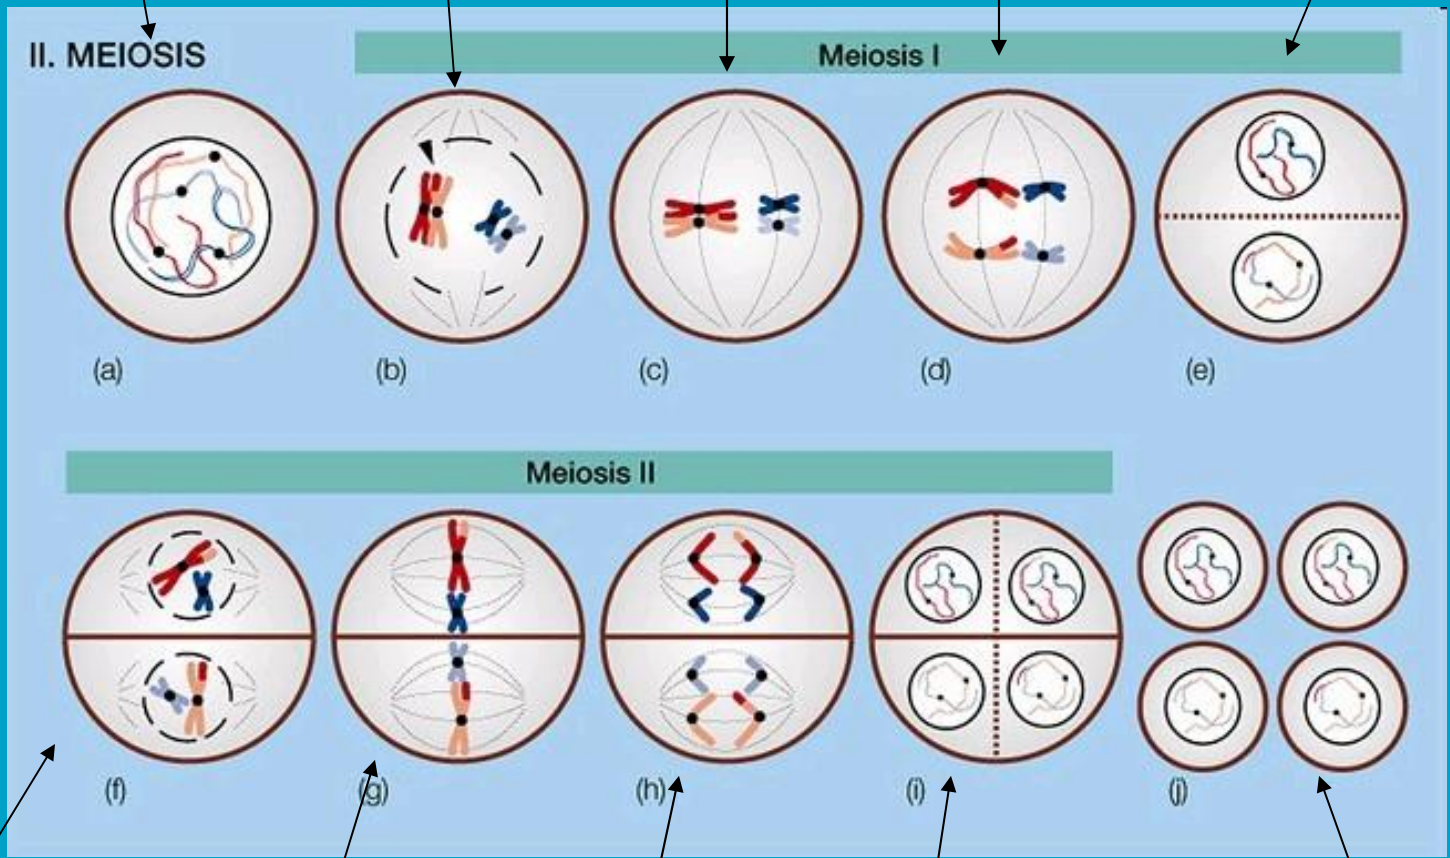 II. MEIOSIS
Meiosis I
(a)
(b)
(c)
(d)
(e)
Meiosis II
(f)
(g)
(h)
(i)
(j)